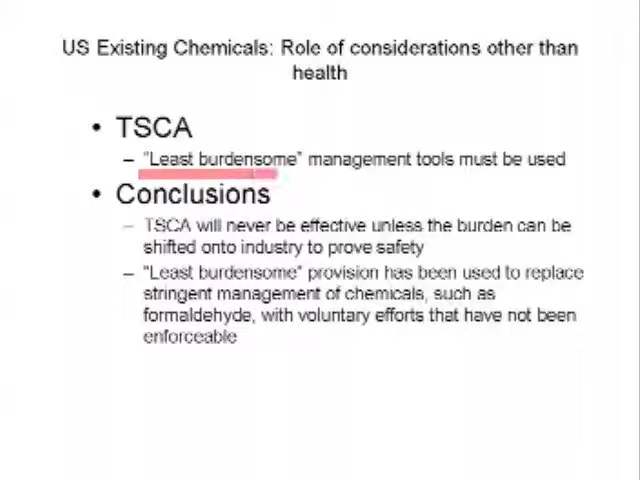 US Existing Chemicals: Role of considerations other than
health
• TSCA
– "Least burdensome" management tools must be used
• Conclusions
– TSCA will never be effective unless the burden can be
shifted onto industry to prove safety
– "Least burdensome" provision has been used to replace
stringent management of chemicals, such as
formaldehyde, with voluntary efforts that have not been
enforceable